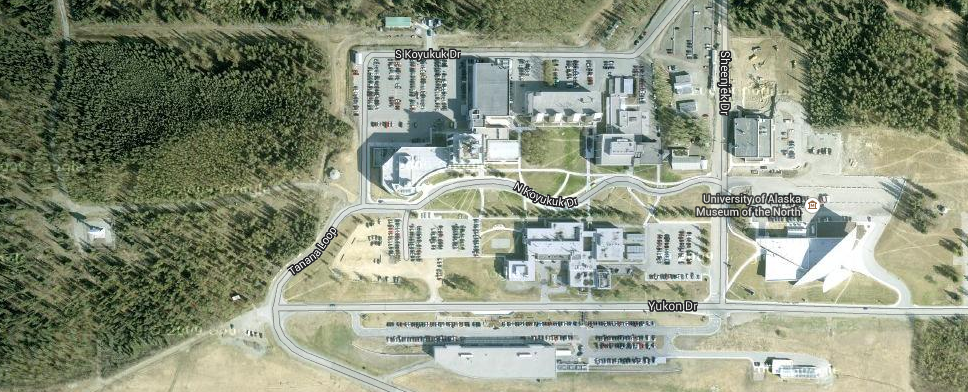 S Koyukuk Dr
Sheenjek Dr
N Koyukuk Dr
University of Alaska
Museum of the North
Tanana Loop
Yukon Dr